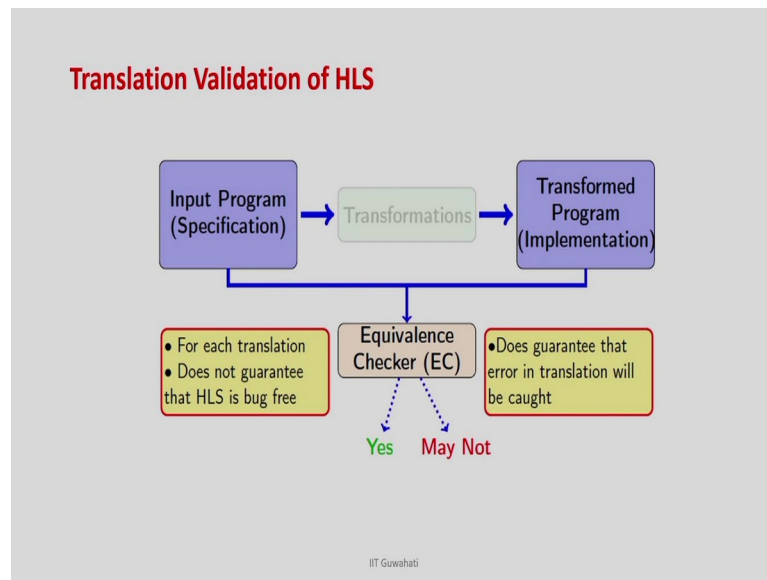 Translation Validation of HLS
Input Program
(Specification)
Transformations
Transformed
Program
(Implementation)
• For each translation
• Does not guarantee
that HLS is bug free
Equivalence
Checker (EC)
•Does guarantee that
error in translation will
be caught
Yes
May Not
IIT Guwahati